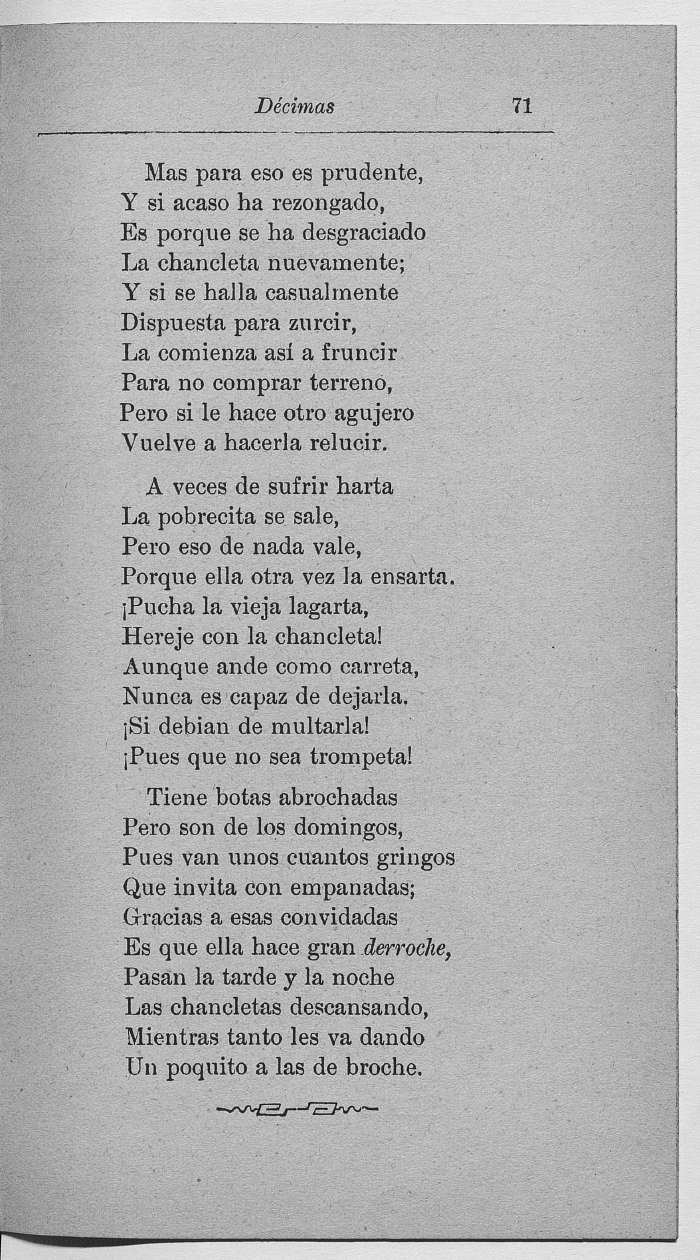 Décimas 71
Mas para eso es prudente,
Y si acaso ha rezongado,
Es porque se ha desgraciado
La chancleta nuevamente;
Y si se halla casualmente
Dispuesta para zurcir,
La comienza así a fruncir
Para no comprar terreno,
Pero si le hace otro agujero
Vuelve a hacerla relucir.
A veces de sufrir harta
La pobrecita se sale,
Pero eso de nada vale,
Porque ella otra vez la ensarta.
¡Pucha la vieja lagarta,
Hereje con la chancleta!
Aunque ande como carreta,
Nunca es capaz de dejarla.
¡Si debian de multarla!
¡Pues que no sea trompeta!
Tiene botas abrochadas
Pero son de los domingos,
Pues van unos cuantos gringos
Que invita con empanadas;
Gracias a esas convidadas
Es que ella hace gran derroche,
Pasan la tarde y la noche
Las chancletas descansando,
Mientras tanto les va dando
Un poquito a las de broche.